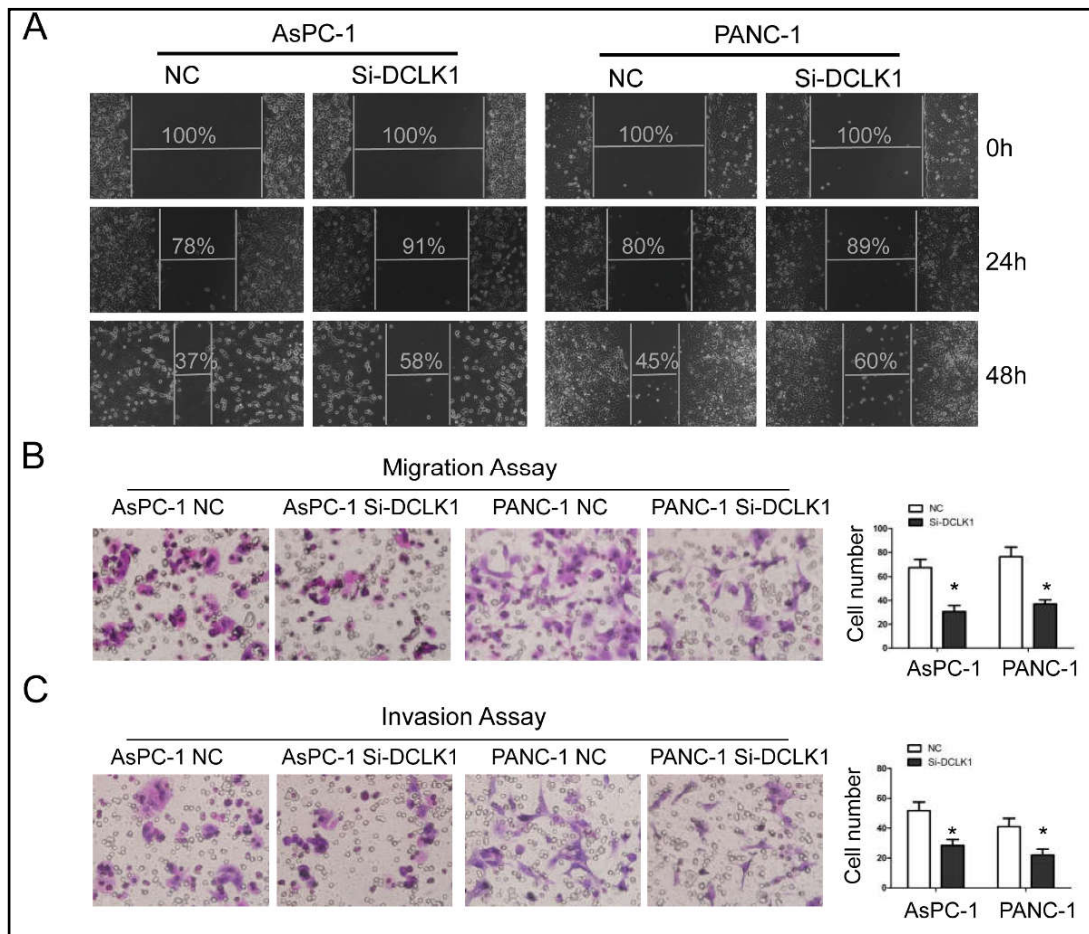 A
AsPC-1 PANC-1
NC Si-DCLK1 NC Si-DCLK1
100% 100% 100% 100% 0h
78% 91% 80% 89% 24h
37% 58% 45% 60% 48h
B
Migration Assay
AsPC-1 NC AsPC-1 Si-DCLK1 PANC-1 NC PANC-1 Si-DCLK1
NC
Si-DCLK1
Cell number
100
80
60
40
20
0
* *
AsPC-1 PANC-1
C
Invasion Assay
AsPC-1 NC AsPC-1 Si-DCLK1 PANC-1 NC PANC-1 Si-DCLK1
NC
Si-DCLK1
Cell number
80
60
40
20
0
* *
AsPC-1 PANC-1